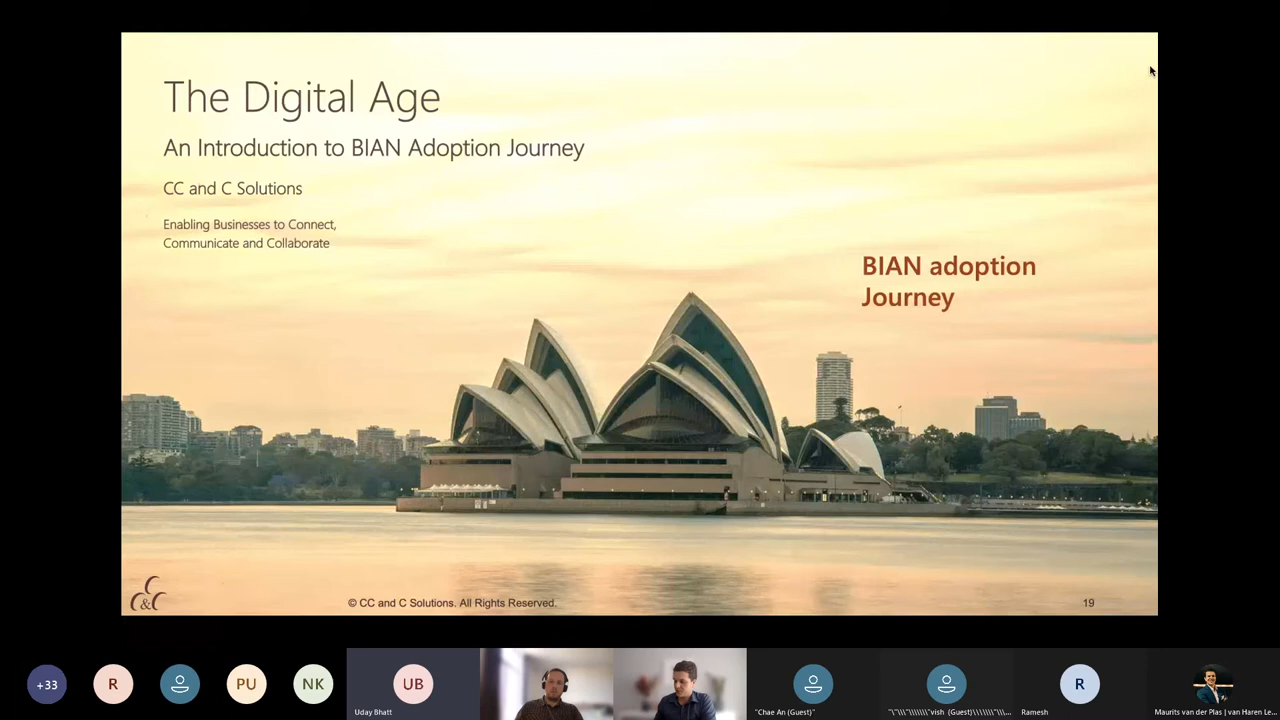 The Digital Age
An Introduction to BIAN Adoption Journey
CC and C Solutions
Enabling Businesses to Connect,
Communicate and Collaborate
BIAN adoption
Journey
C&C
© CC and C Solutions. All Rights Reserved.
19
+33
R
PU
NK
UB
R
Uday Bhatt
"Chae An (Guest)"
"\"\\"\\\\\\\"vish (Guest)\\\\\\\"\\"...
Ramesh
Maurits van der Plas | van Haren Le...